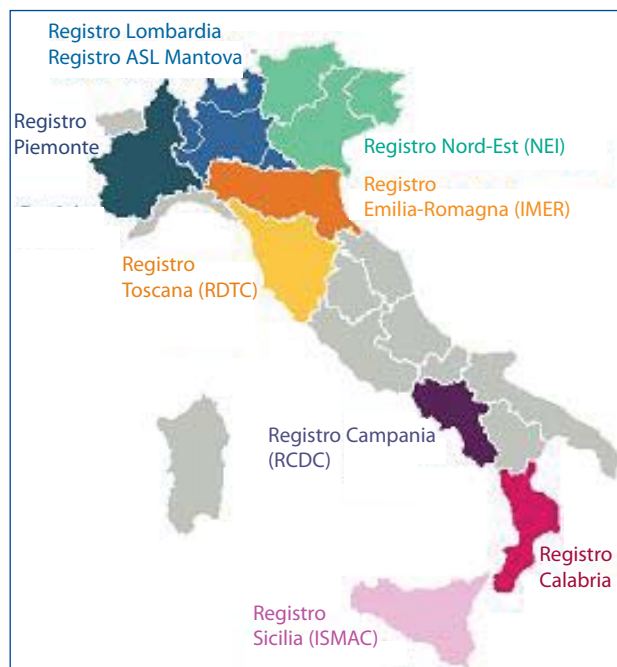 Registro Lombardia
Registro ASL Mantova
Registro
Piemonte
Registro Nord-Est (NEI)
Registro
Emilia-Romagna (IMER)
Registro
Toscana (RDTC)
Registro Campania
(RCDC)
Registro
Calabria
Registro
Sicilia (ISMAC)